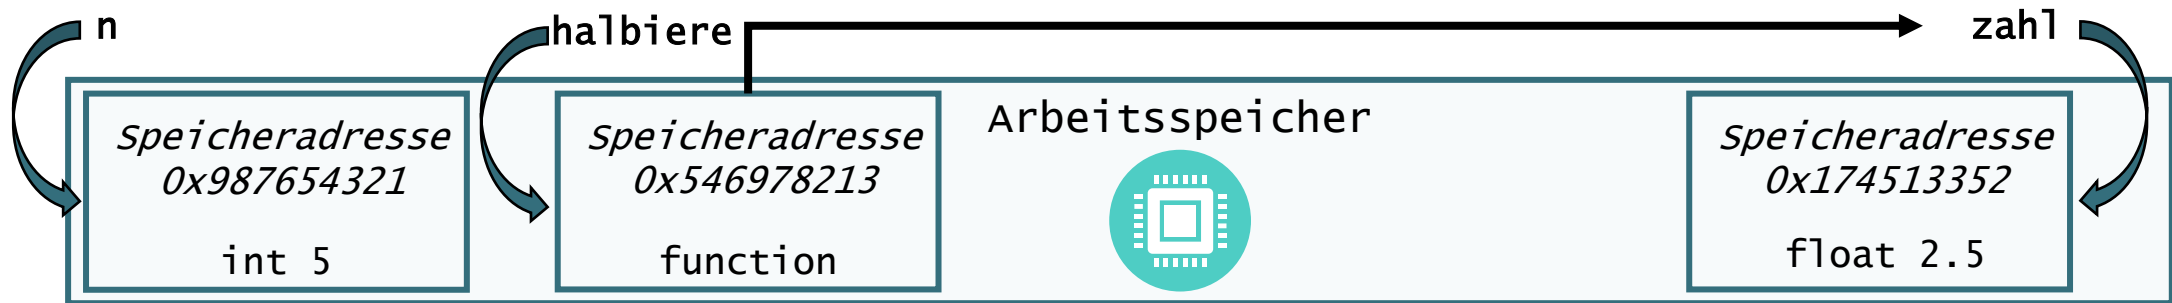 n
halbiere
zahl
Speicheradresse
0x987654321
int 5
Speicheradresse
0x546978213
function
Arbeitsspeicher
Speicheradresse
0x174513352
float 2.5